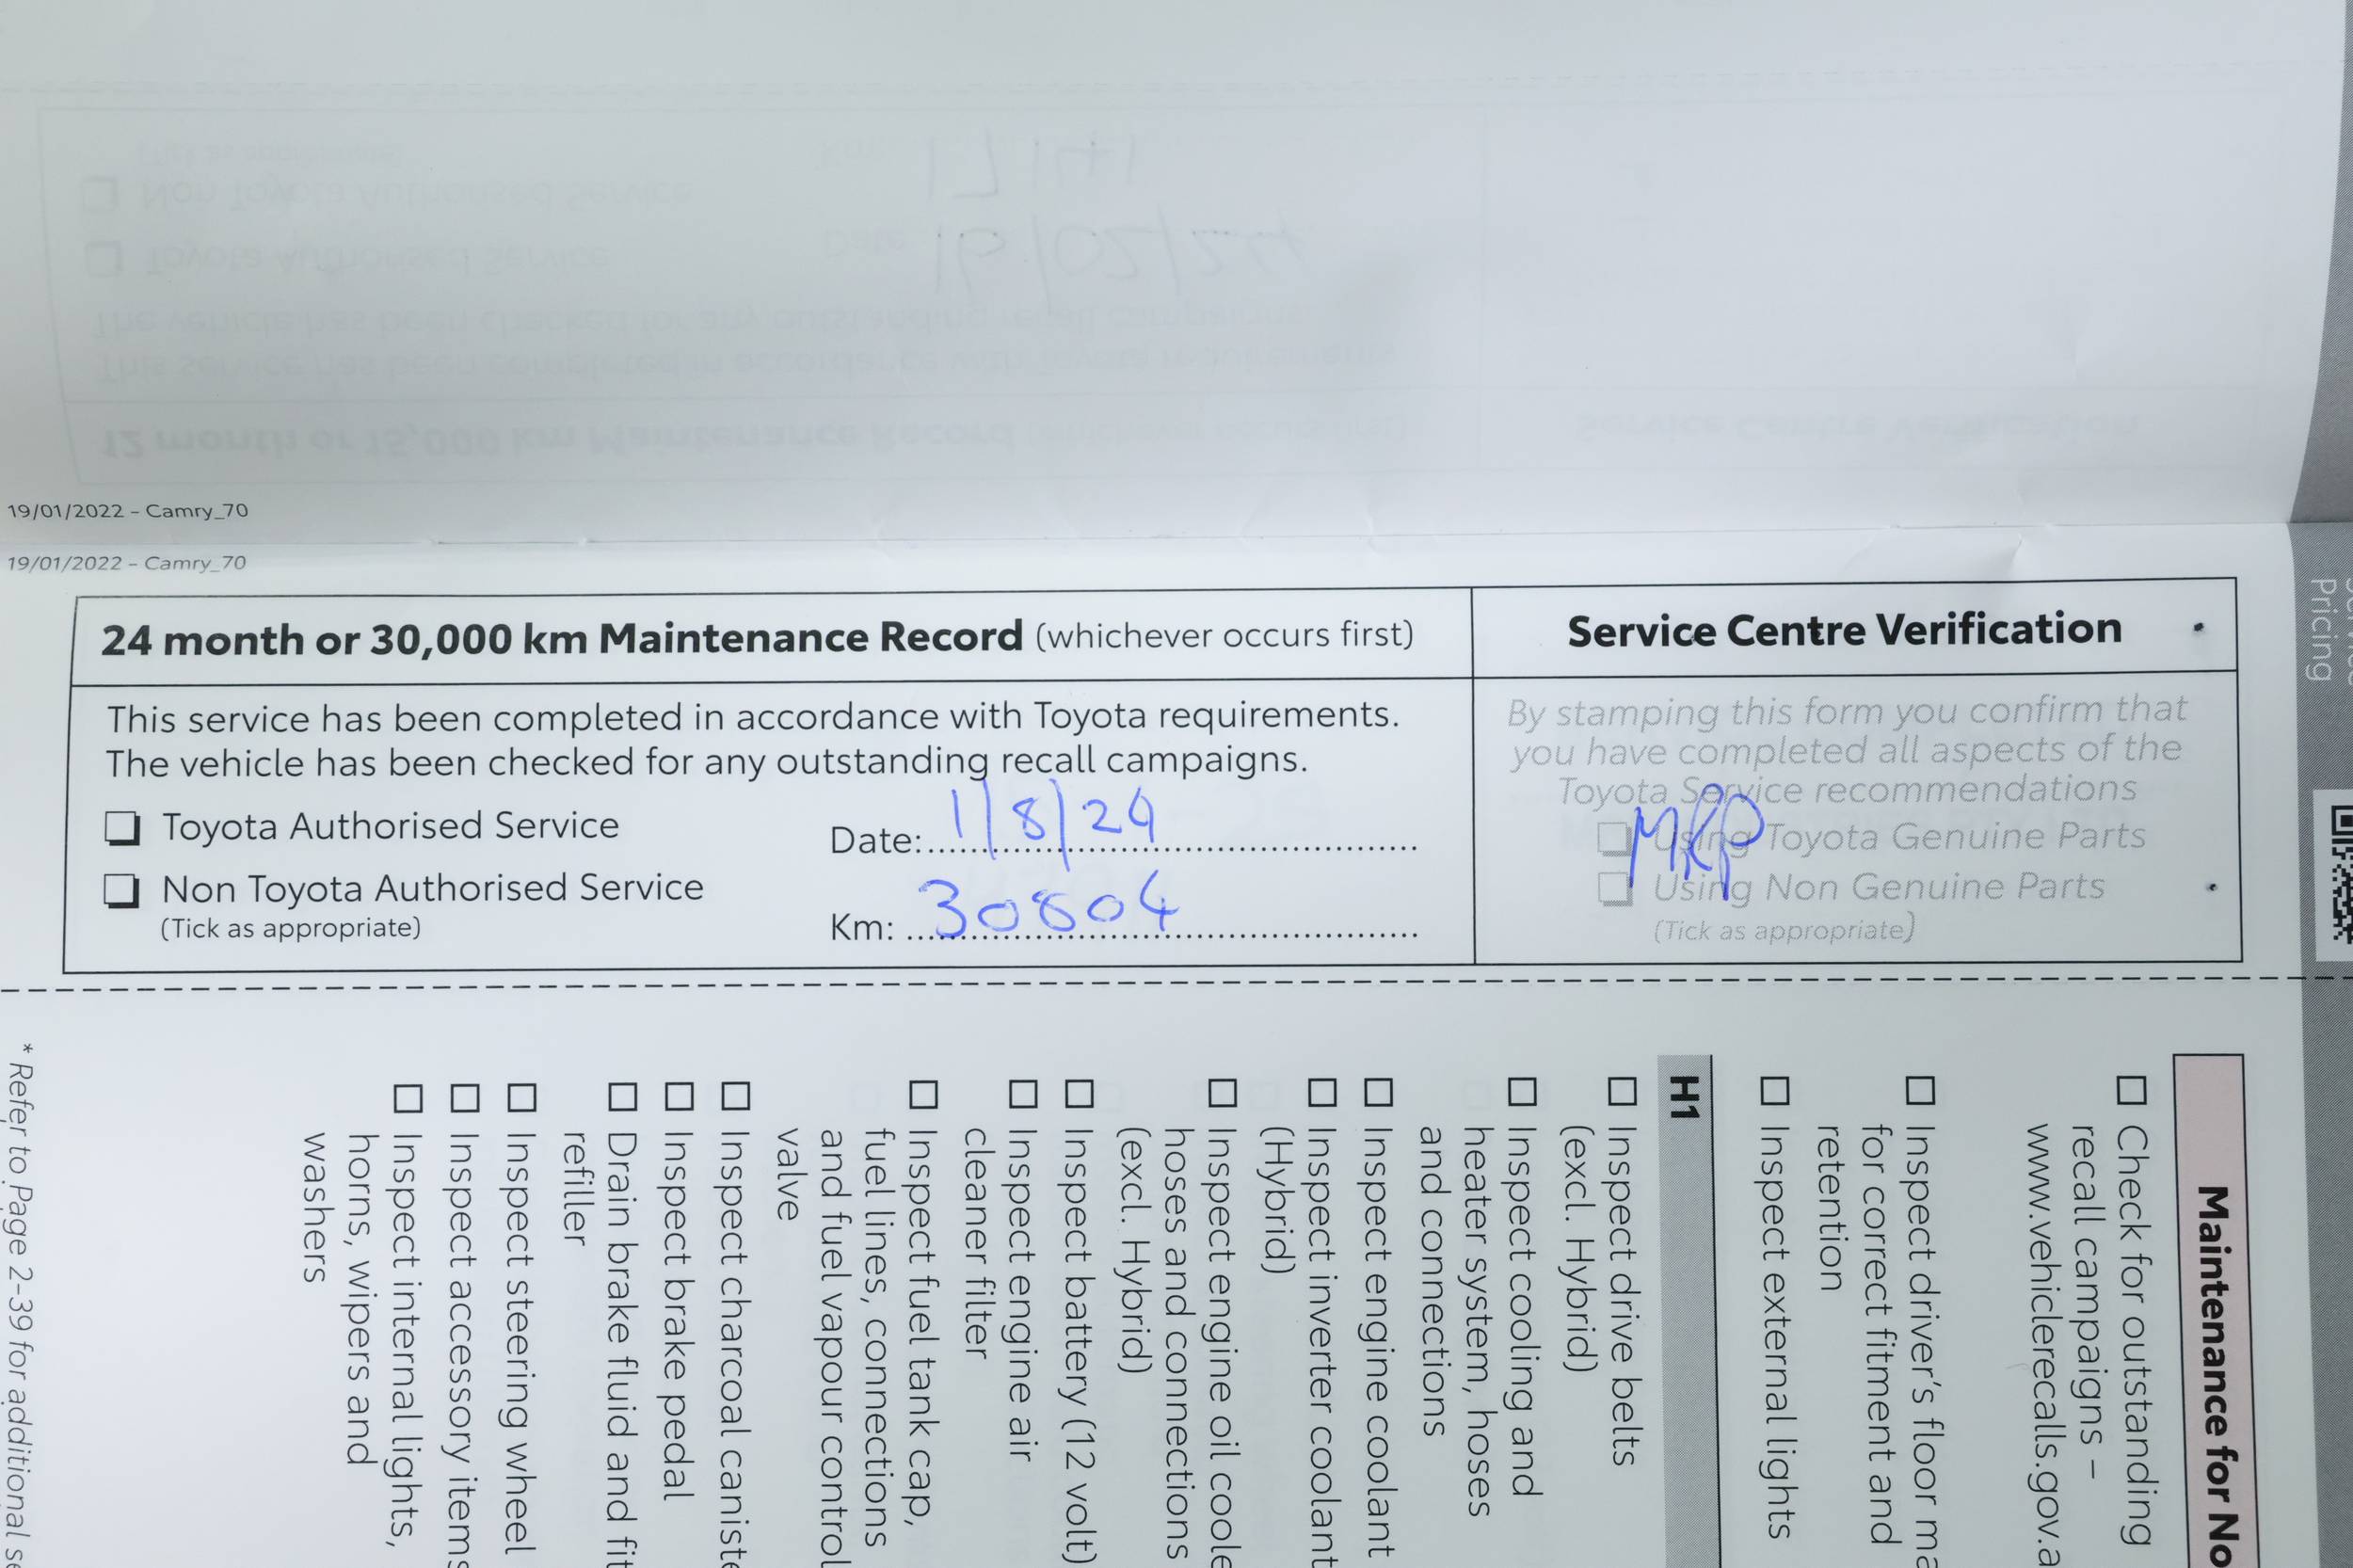 19/01/2022 – Camry_70
19/01/2022 – Camry_70
24 month or 30,000 km Maintenance Record (whichever occurs first)
This service has been completed in accordance with Toyota requirements.
The vehicle has been checked for any outstanding recall campaigns.
Toyota Authorised Service
Non Toyota Authorised Service
(Tick as appropriate)
Date: 1/8/24
Km: 30804
Service Centre Verification
By stamping this form you confirm that
you have completed all aspects of the
Toyota Service recommendations
Using Toyota Genuine Parts
Using Non Genuine Parts
(Tick as appropriate)
MRP
Pricing
Maintenance for No
Check for outstanding
recall campaigns –
www.vehiclerecalls.gov.a
Inspect driver's floor ma
for correct fitment and
retention
Inspect external lights
H1
Inspect drive belts
(excl. Hybrid)
Inspect cooling and
heater system, hoses
and connections
Inspect engine coolant
Inspect inverter coolant
(Hybrid)
Inspect engine oil coole
hoses and connections
(excl. Hybrid)
Inspect battery (12 volt)
Inspect engine air
cleaner filter
Inspect fuel tank cap,
fuel lines, connections
and fuel vapour control
valve
Inspect charcoal caniste
Inspect brake pedal
Drain brake fluid and fit
refiller
Inspect steering wheel
Inspect accessory items
Inspect internal lights,
horns, wipers and
washers
* Refer to Page 2-39 for additional se